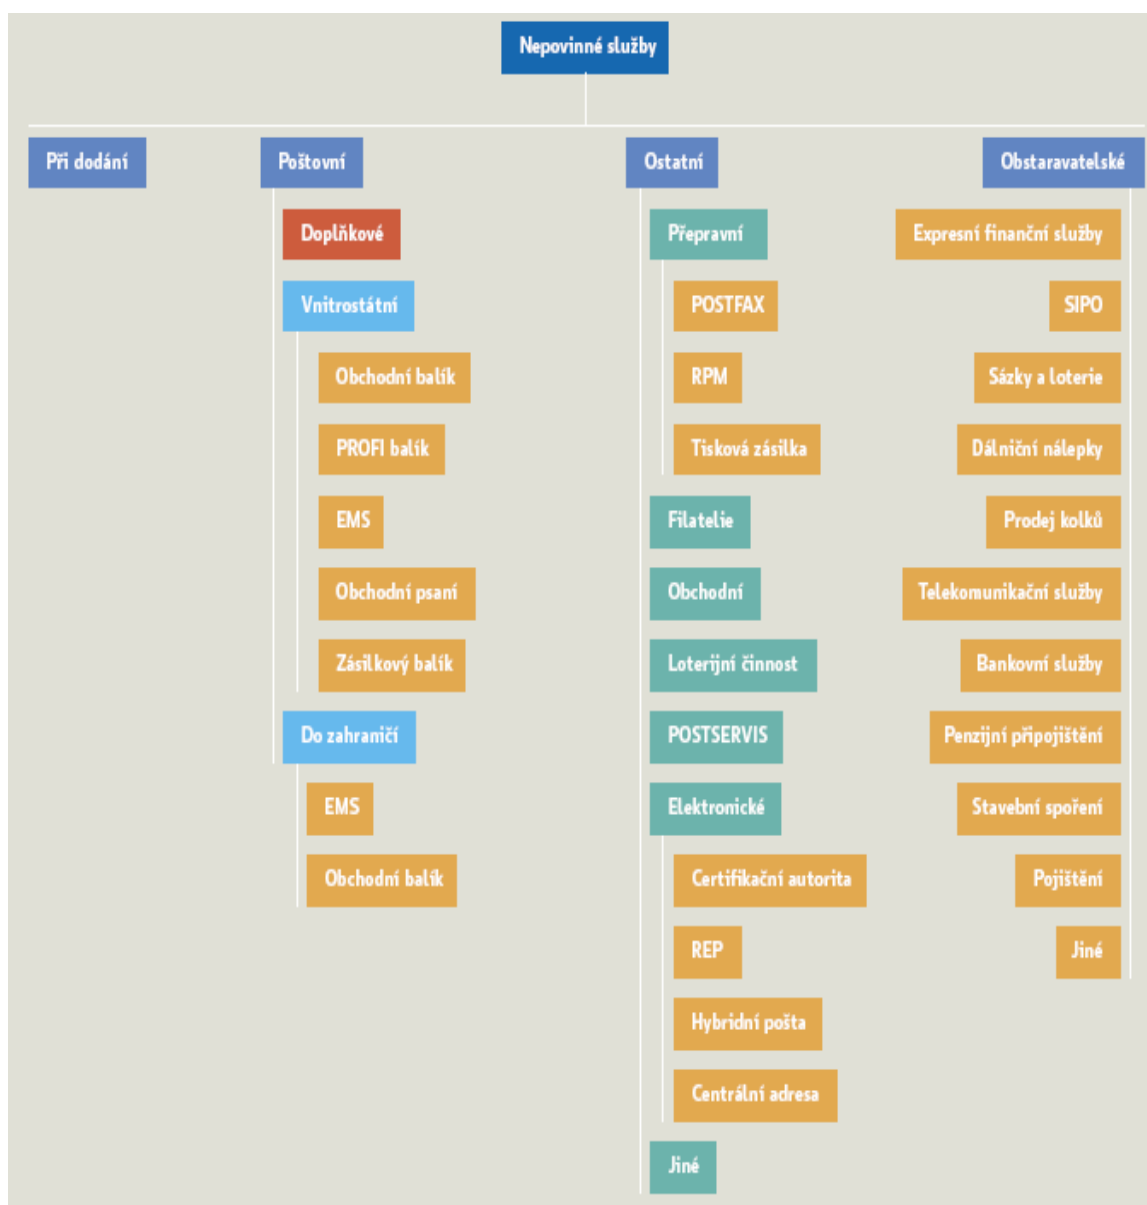 Nepovinné služby
Při dodání
Poštovní
Doplňkové
Vnitrostátní
Obchodní balík
PROFI balík
EMS
Obchodní psaní
Zásilkový balík
Do zahraničí
EMS
Obchodní balík
Ostatní
Přepravní
POSTFAX
RPM
Tisková zásilka
Filatelie
Obchodní
Loterijní činnost
POSTSERVIS
Elektronické
Certifikační autorita
REP
Hybridní pošta
Centrální adresa
Jiné
Obstaravatelské
Expresní finanční služby
SIPO
Sázky a loterie
Dálniční nálepky
Prodej kolků
Telekomunikační služby
Bankovní služby
Penzijní připojištění
Stavební spoření
Pojištění
Jiné